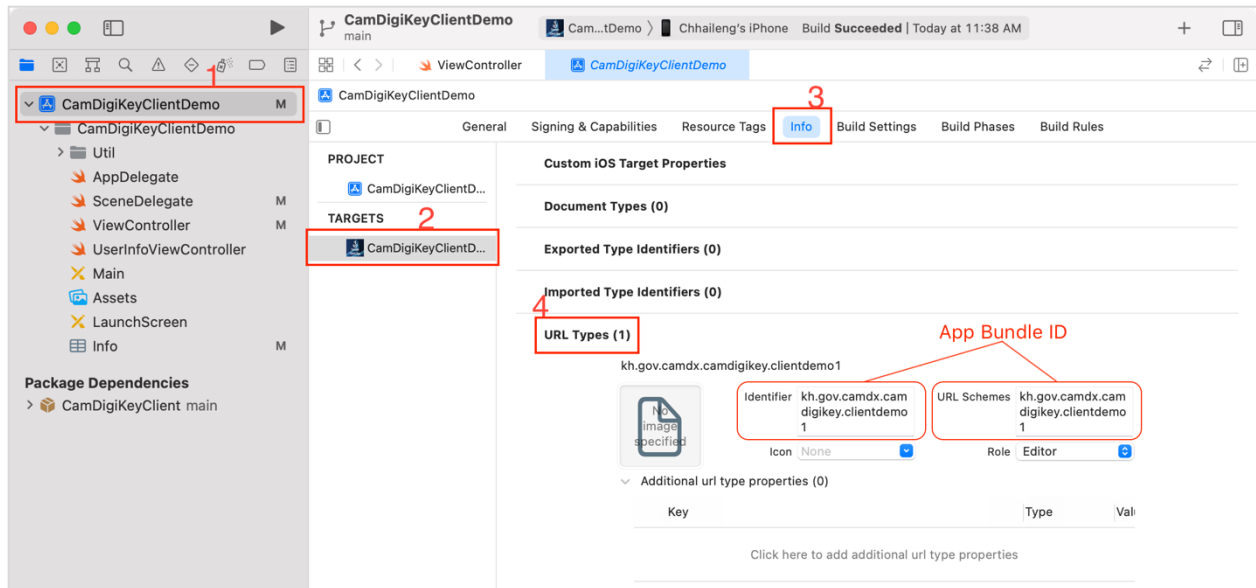 CamDigiKeyClientDemo
main
Cam...tDemo 〉 Chhaileng's iPhone Build Succeeded | Today at 11:38 AM
ViewController
CamDigiKeyClientDemo
1
CamDigiKeyClientDemo M
CamDigiKeyClientDemo
Util
AppDelegate
SceneDelegate M
ViewController M
UserInfoViewController
Main
Assets
LaunchScreen
Info M
Package Dependencies
CamDigiKeyClient main
CamDigiKeyClientDemo
3
General Signing & Capabilities Resource Tags Info Build Settings Build Phases Build Rules
PROJECT
CamDigiKeyClientD...
TARGETS
2
CamDigiKeyClientD...
Custom iOS Target Properties
Document Types (0)
Exported Type Identifiers (0)
Imported Type Identifiers (0)
4
URL Types (1)
App Bundle ID
kh.gov.camdx.camdigikey.clientdemo1
No
image
specified
Identifier kh.gov.camdx.cam
digikey.clientdemo
1
URL Schemes kh.gov.camdx.cam
digikey.clientdemo
1
Icon None
Role Editor
Additional url type properties (0)
Key Type Valu
Click here to add additional url type properties